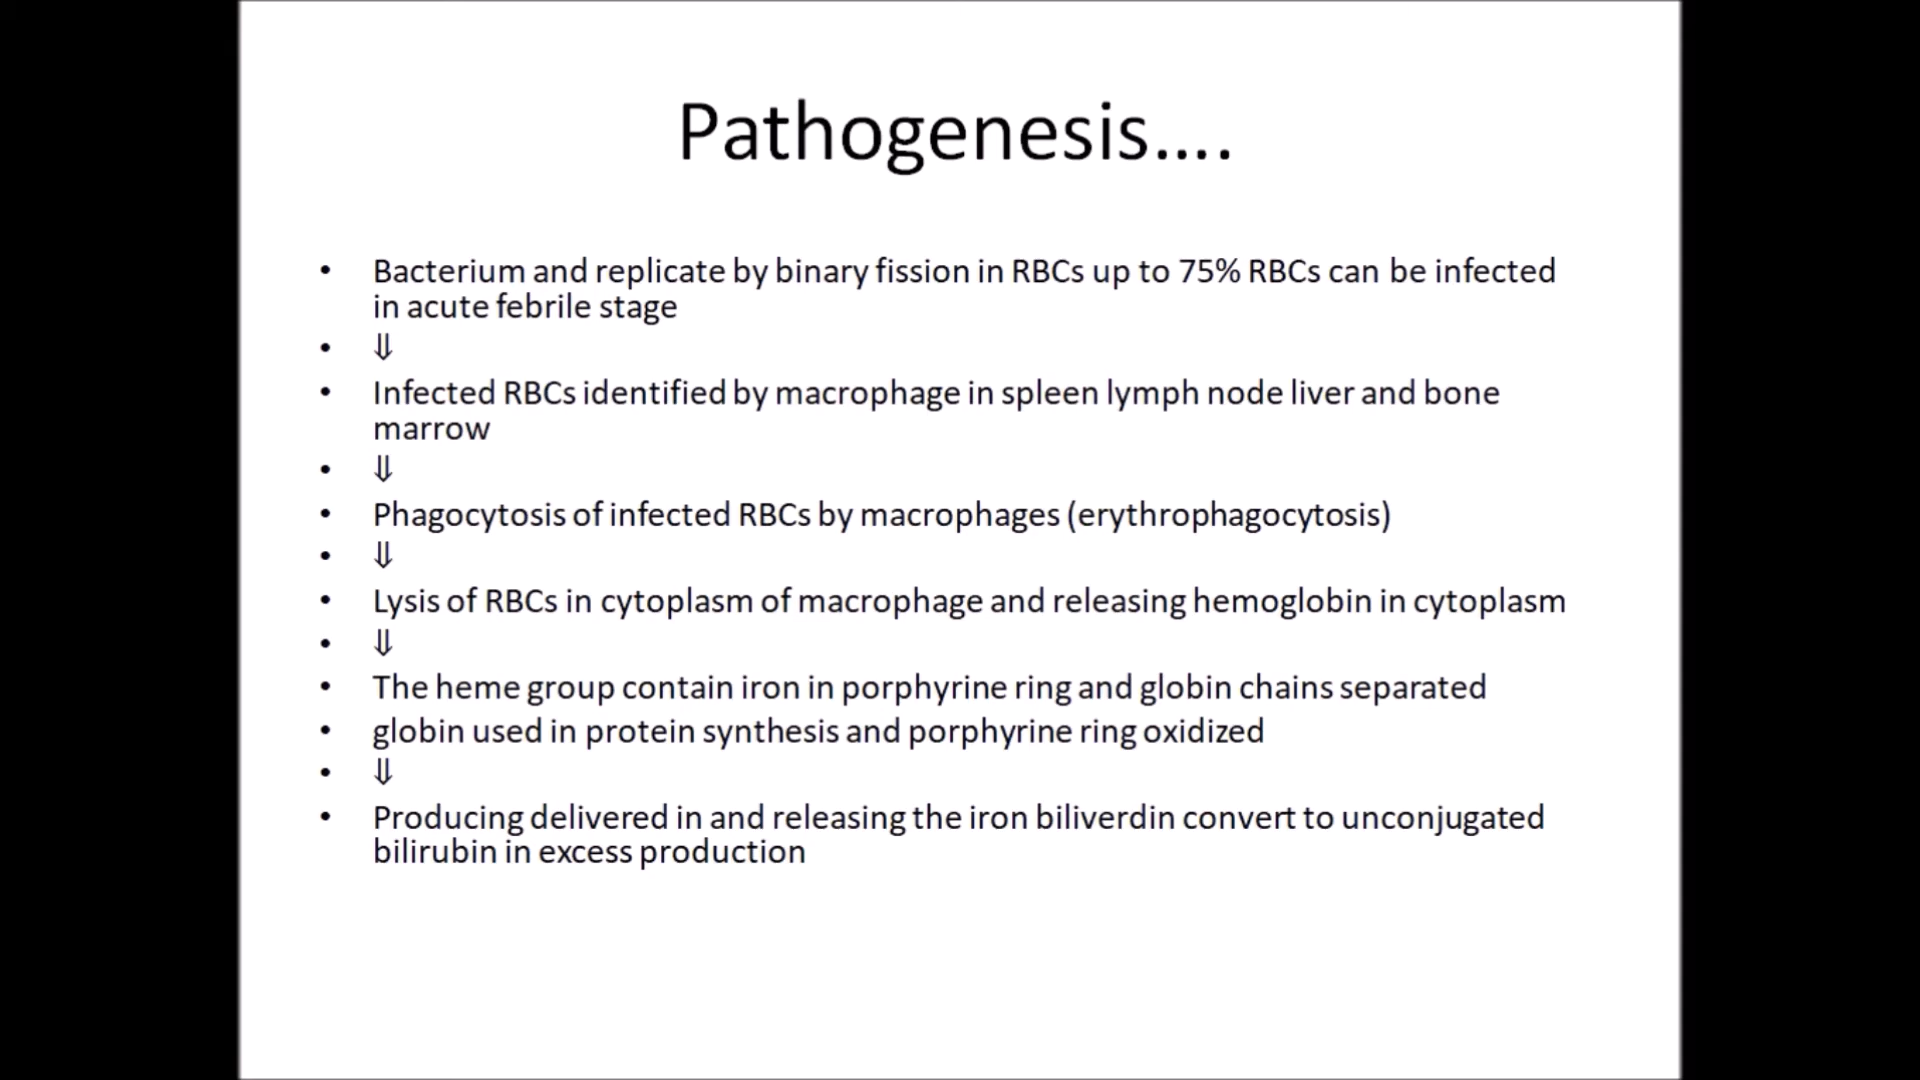 Pathogenesis....
• Bacterium and replicate by binary fission in RBCs up to 75% RBCs can be infected
in acute febrile stage
• ⇓
• Infected RBCs identified by macrophage in spleen lymph node liver and bone
marrow
• ⇓
• Phagocytosis of infected RBCs by macrophages (erythrophagocytosis)
• ⇓
• Lysis of RBCs in cytoplasm of macrophage and releasing hemoglobin in cytoplasm
• ⇓
• The heme group contain iron in porphyrine ring and globin chains separated
• globin used in protein synthesis and porphyrine ring oxidized
• ⇓
• Producing delivered in and releasing the iron biliverdin convert to unconjugated
bilirubin in excess production